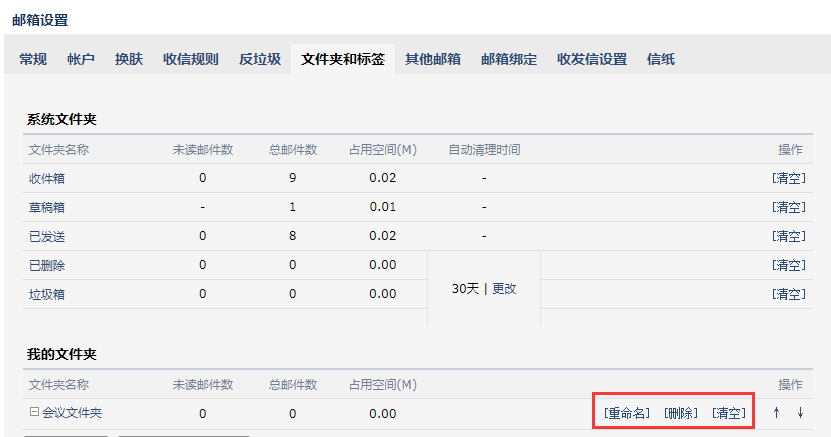 邮箱设置
常规 帐户 换肤 收信规则 反垃圾 文件夹和标签 其他邮箱 邮箱绑定 收发信设置 信纸
系统文件夹
文件夹名称 未读邮件数 总邮件数 占用空间(M) 自动清理时间 操作
收件箱 0 9 0.02 - [清空]
草稿箱 - 1 0.01 - [清空]
已发送 0 8 0.02 - [清空]
已删除 0 0 0.00 [清空]
30天 | 更改
垃圾箱 0 0 0.00 [清空]
我的文件夹
文件夹名称 未读邮件数 总邮件数 占用空间(M) 操作
会议文件夹 0 0 0.00 [重命名] [删除] [清空] ↑ ↓